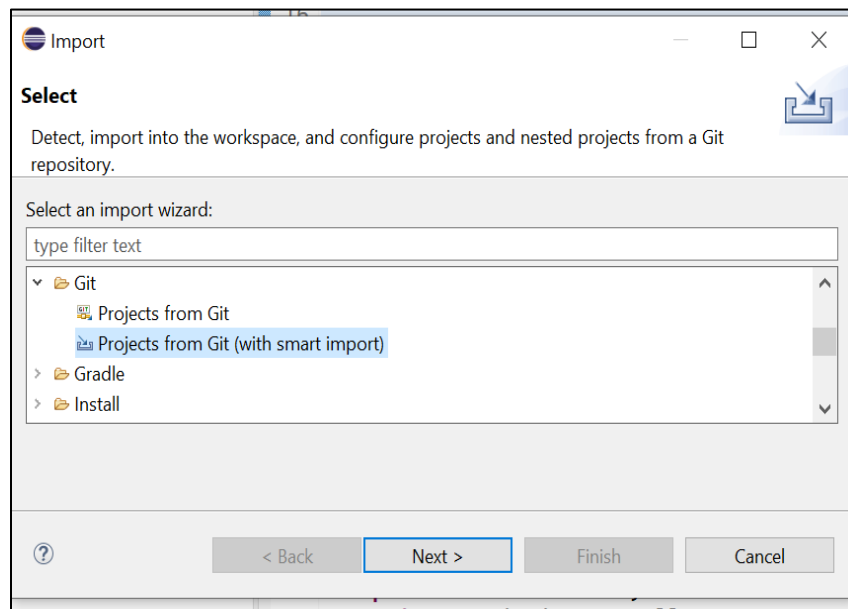 Import
Select
Detect, import into the workspace, and configure projects and nested projects from a Git
repository.
Select an import wizard:
type filter text
Git
Projects from Git
Projects from Git (with smart import)
Gradle
Install
?
< Back Next > Finish Cancel